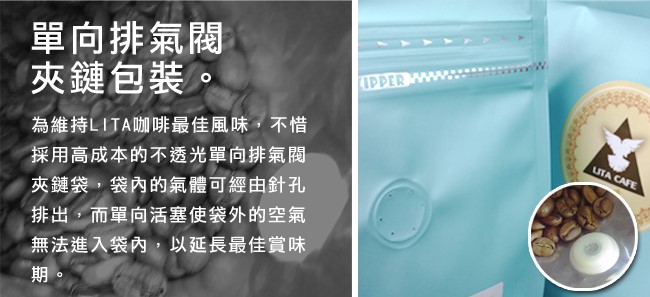 單向排氣閥
夾鏈包裝。
為維持LITA咖啡最佳風味，不惜
採用高成本的不透光單向排氣閥
夾鏈袋，袋內的氣體可經由針孔
排出，而單向活塞使袋外的空氣
無法進入袋內，以延長最佳賞味
期。
ZIPPER
LITA CAFE